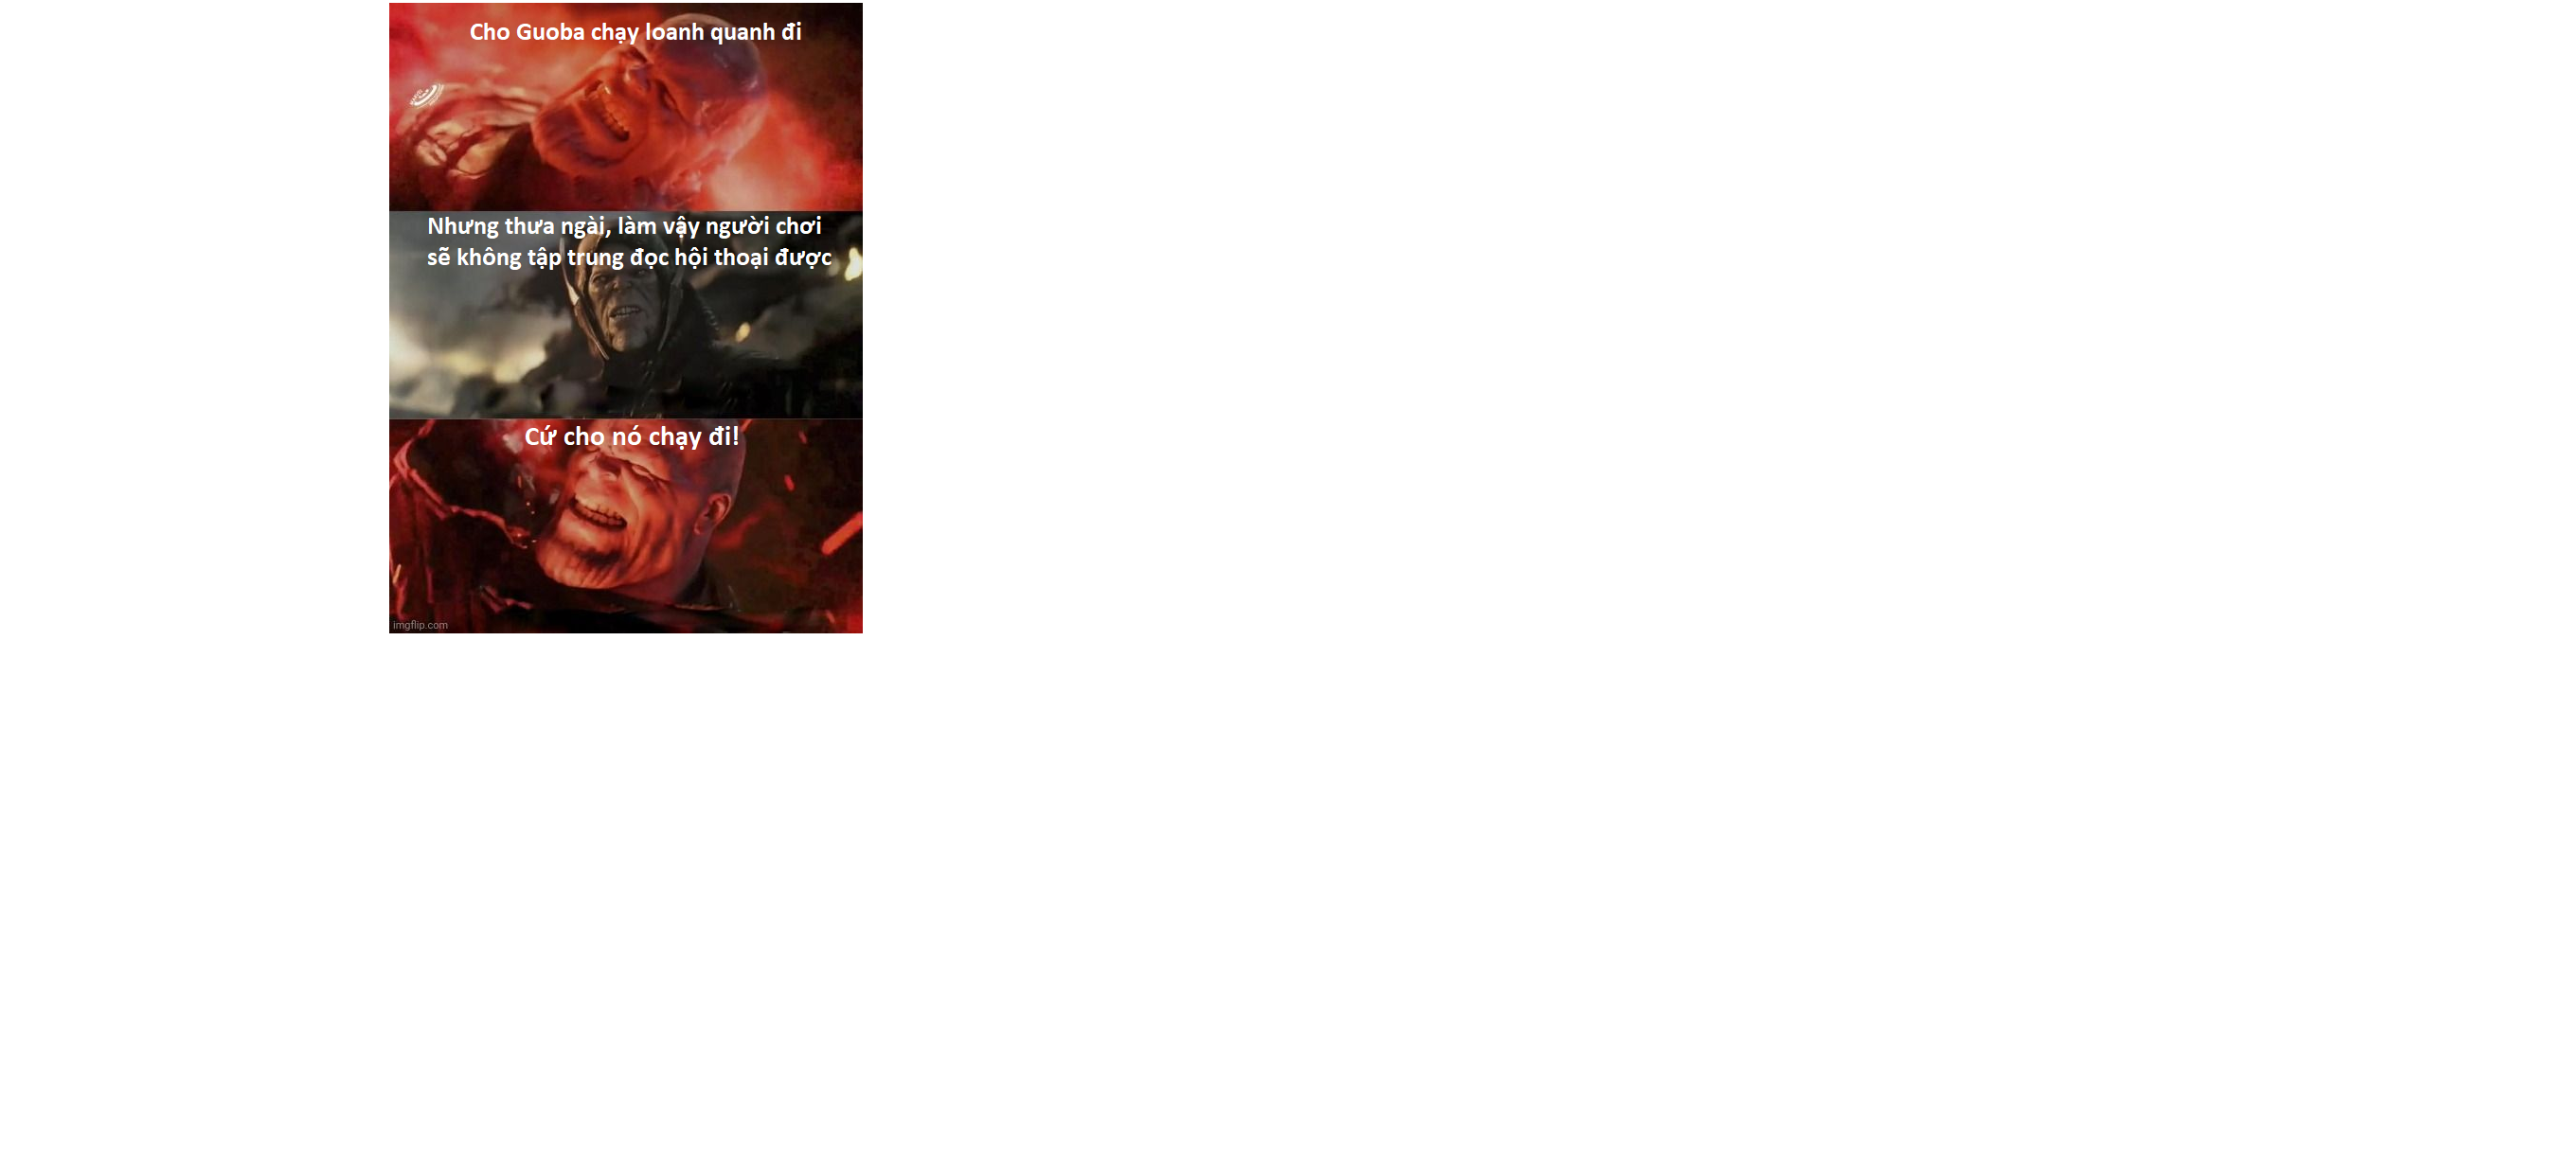 Cho Guoba chạy loanh quanh đi
Nhưng thưa ngài, làm vậy người chơi
sẽ không tập trung đọc hội thoại được
Cứ cho nó chạy đi!
imgflip.com